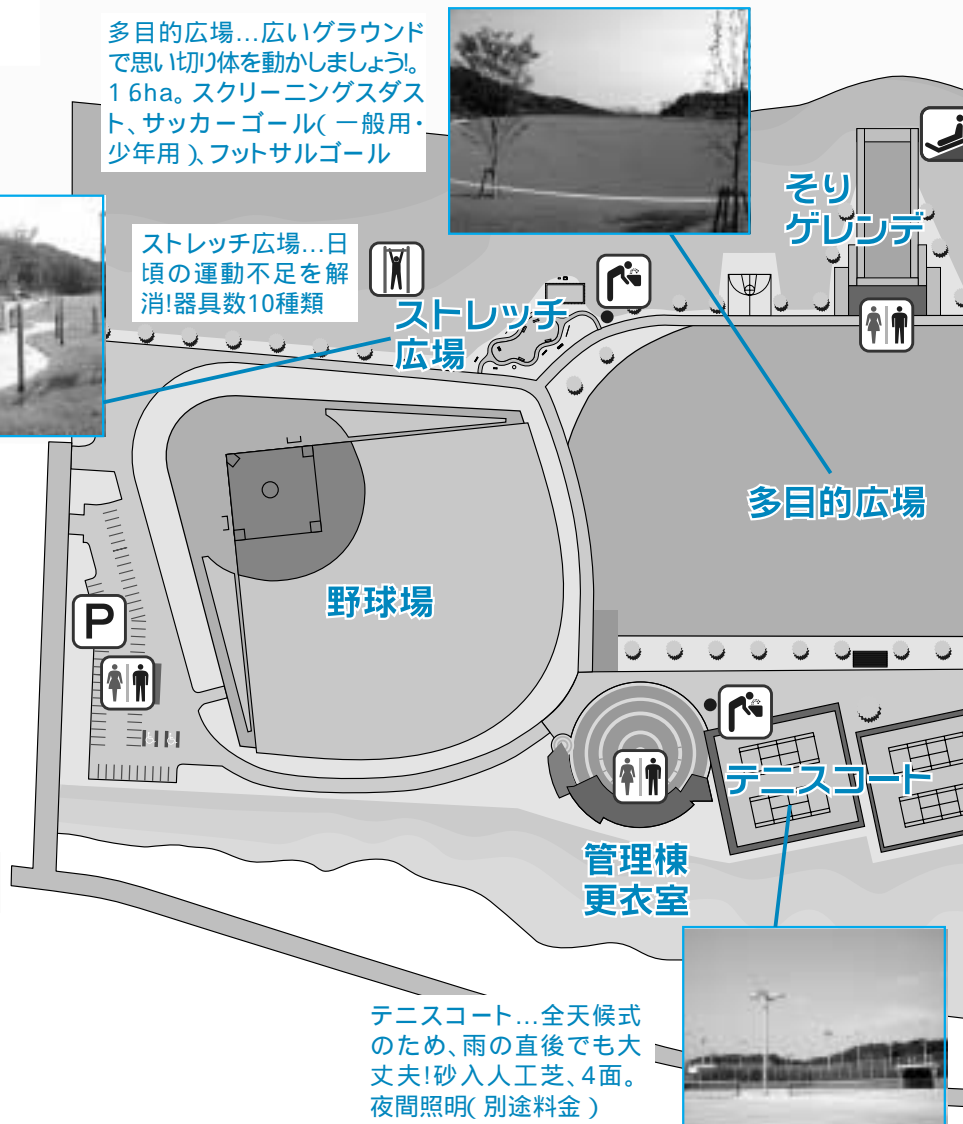 多目的広場…広いグラウンド
で思い切り体を動かしましょう!。
1 6ha。スクリーニングスダス
ト、サッカーゴール( 一般用・
少年用 )、フットサルゴール
そり
ゲレンデ
ストレッチ広場…日
頃の運動不足を解
消!器具数10種類
ストレッチ
広場
多目的広場
野球場
P
テニスコート
管理棟
更衣室
テニスコート…全天候式
のため、雨の直後でも大
丈夫!砂入人工芝、4面。
夜間照明( 別途料金 )